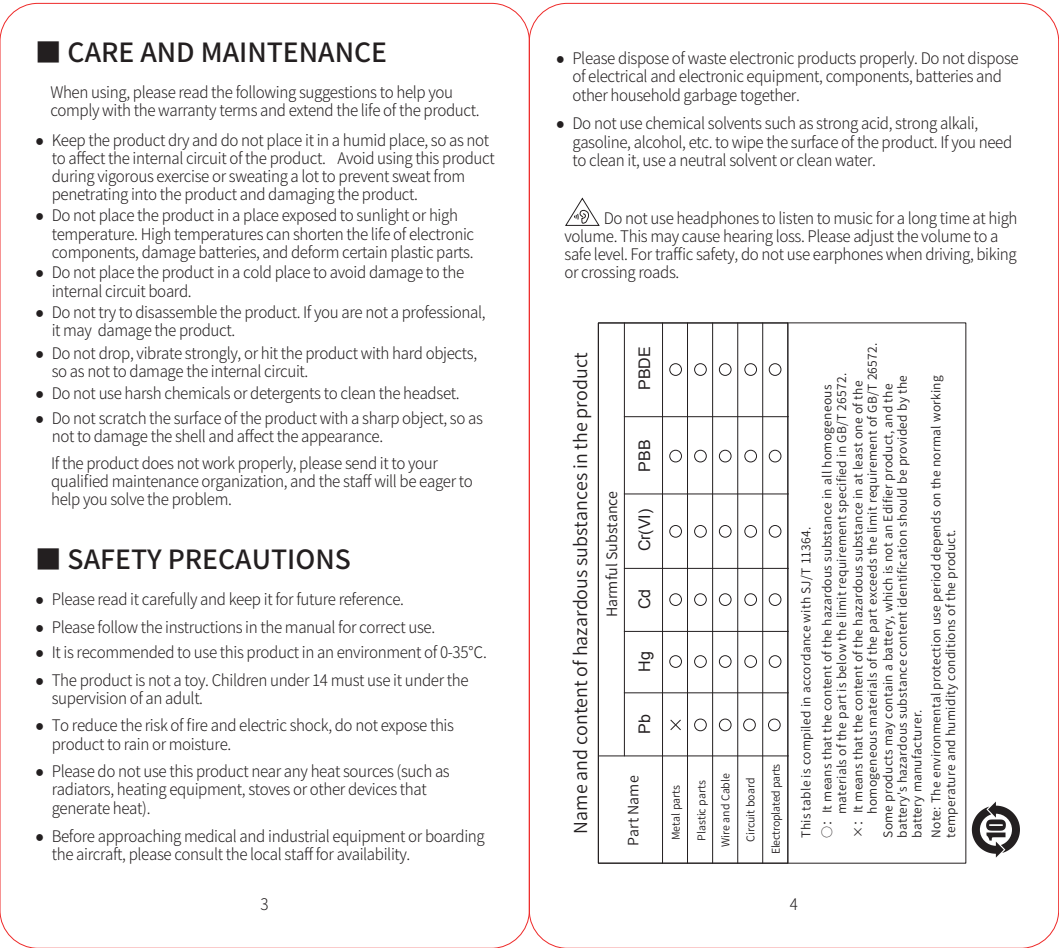 ■ CARE AND MAINTENANCE
When using, please read the following suggestions to help you
comply with the warranty terms and extend the life of the product.
● Keep the product dry and do not place it in a humid place, so as not
to affect the internal circuit of the product. Avoid using this product
during vigorous exercise or sweating a lot to prevent sweat from
penetrating into the product and damaging the product.
● Do not place the product in a place exposed to sunlight or high
temperature. High temperatures can shorten the life of electronic
components, damage batteries, and deform certain plastic parts.
● Do not place the product in a cold place to avoid damage to the
internal circuit board.
● Do not try to disassemble the product. If you are not a professional,
it may damage the product.
● Do not drop, vibrate strongly, or hit the product with hard objects,
so as not to damage the internal circuit.
● Do not use harsh chemicals or detergents to clean the headset.
● Do not scratch the surface of the product with a sharp object, so as
not to damage the shell and affect the appearance.
If the product does not work properly, please send it to your
qualified maintenance organization, and the staff will be eager to
help you solve the problem.
■ SAFETY PRECAUTIONS
● Please read it carefully and keep it for future reference.
● Please follow the instructions in the manual for correct use.
● It is recommended to use this product in an environment of 0-35°C.
● The product is not a toy. Children under 14 must use it under the
supervision of an adult.
● To reduce the risk of fire and electric shock, do not expose this
product to rain or moisture.
● Please do not use this product near any heat sources (such as
radiators, heating equipment, stoves or other devices that
generate heat).
● Before approaching medical and industrial equipment or boarding
the aircraft, please consult the local staff for availability.
3
● Please dispose of waste electronic products properly. Do not dispose
of electrical and electronic equipment, components, batteries and
other household garbage together.
● Do not use chemical solvents such as strong acid, strong alkali,
gasoline, alcohol, etc. to wipe the surface of the product. If you need
to clean it, use a neutral solvent or clean water.
Do not use headphones to listen to music for a long time at high
volume. This may cause hearing loss. Please adjust the volume to a
safe level. For traffic safety, do not use earphones when driving, biking
or crossing roads.
Name and content of hazardous substances in the product
Part Name Harmful Substance
Pb Hg Cd Cr(VI) PBB PBDE
Metal parts × ○ ○ ○ ○ ○
Plastic parts ○ ○ ○ ○ ○ ○
Wire and Cable ○ ○ ○ ○ ○ ○
Circuit board ○ ○ ○ ○ ○ ○
Electroplated parts ○ ○ ○ ○ ○ ○
This table is compiled in accordance with SJ/T 11364.
○: It means that the content of the hazardous substance in all homogeneous
materials of the part is below the limit requirement specified in GB/T 26572.
×: It means that the content of the hazardous substance in at least one of the
homogeneous materials of the part exceeds the limit requirement of GB/T 26572.
Some products may contain a battery, which is not an Edifier product, and the
battery's hazardous substance content identification should be provided by the
battery manufacturer.
Note: The environmental protection use period depends on the normal working
temperature and humidity conditions of the product.
10
4